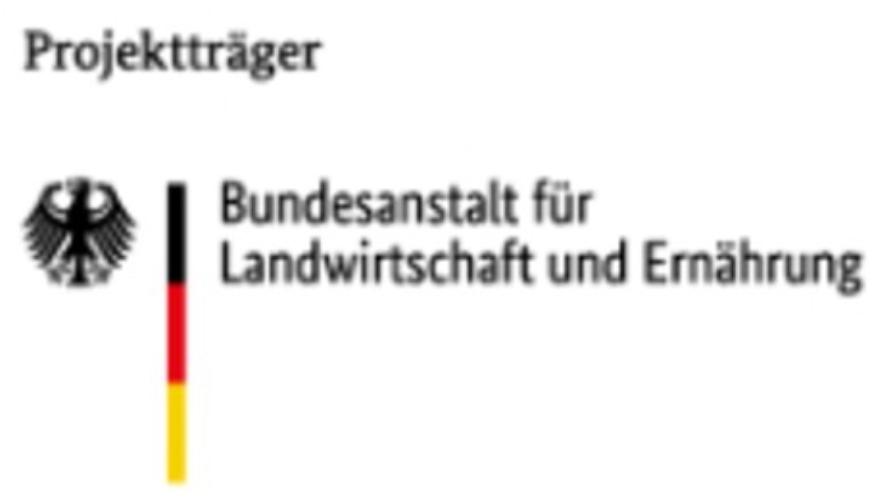 Projektträger
Bundesanstalt für
Landwirtschaft und Ernährung